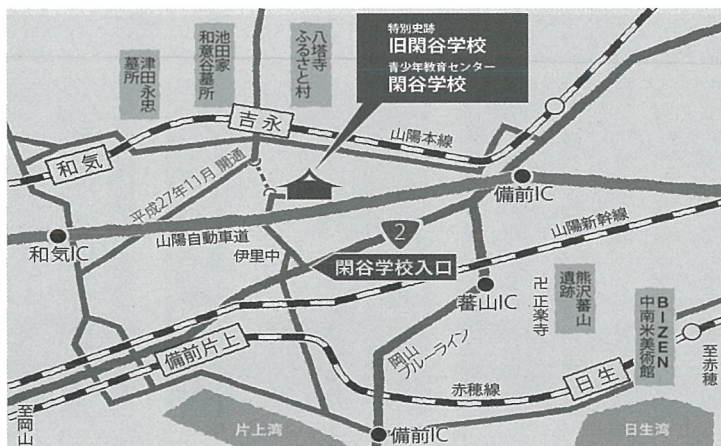 特別史跡
旧閑谷学校
青少年教育センター
閑谷学校
八塔寺
ふるさと村
池田家
和意谷墓所
津田永忠
墓所
吉永
和気
山陽本線
平成27年11月 開通
備前IC
和気IC
山陽自動車道
伊里中
2
閑谷学校入口
山陽新幹線
蕃山IC
卍 正楽寺
熊沢蕃山
遺跡
BIZEN
中南米美術館
至赤穂
備前片上
岡山
ブルーライン
赤穂線
日生
至岡山
片上湾
備前IC
日生湾